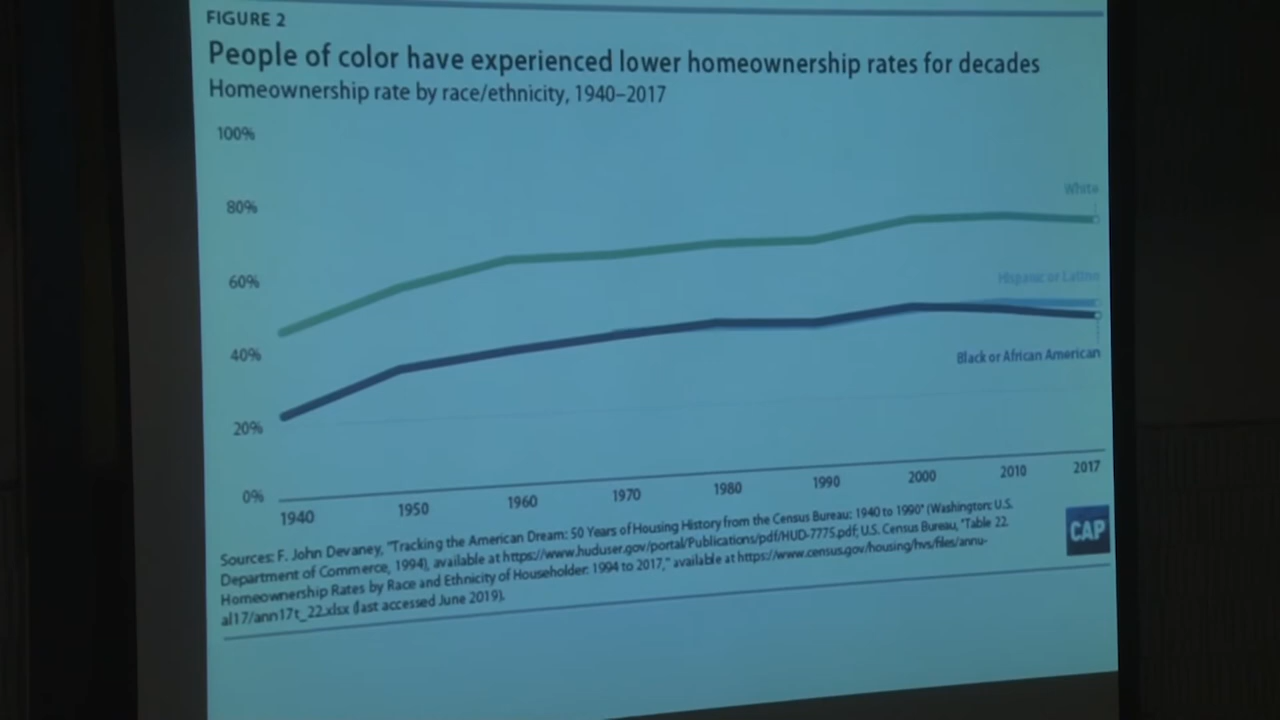 FIGURE 2
People of color have experienced lower homeownership rates for decades
Homeownership rate by race/ethnicity, 1940–2017
100%
80%
60%
40%
20%
0%
White
Hispanic or Latino
Black or African American
1940 1950 1960 1970 1980 1990 2000 2010 2017
Sources: F. John Devaney, "Tracking the American Dream: 50 Years of Housing History from the Census Bureau: 1940 to 1990" (Washington: U.S.
Department of Commerce, 1994), available at https://www.huduser.gov/portal/Publications/pdf/HUD-7775.pdf; U.S. Census Bureau, "Table 22.
Homeownership Rates by Race and Ethnicity of Householder: 1994 to 2017," available at https://www.census.gov/housing/hvs/files/annu-
al17/ann17t_22.xlsx (last accessed June 2019).
CAP